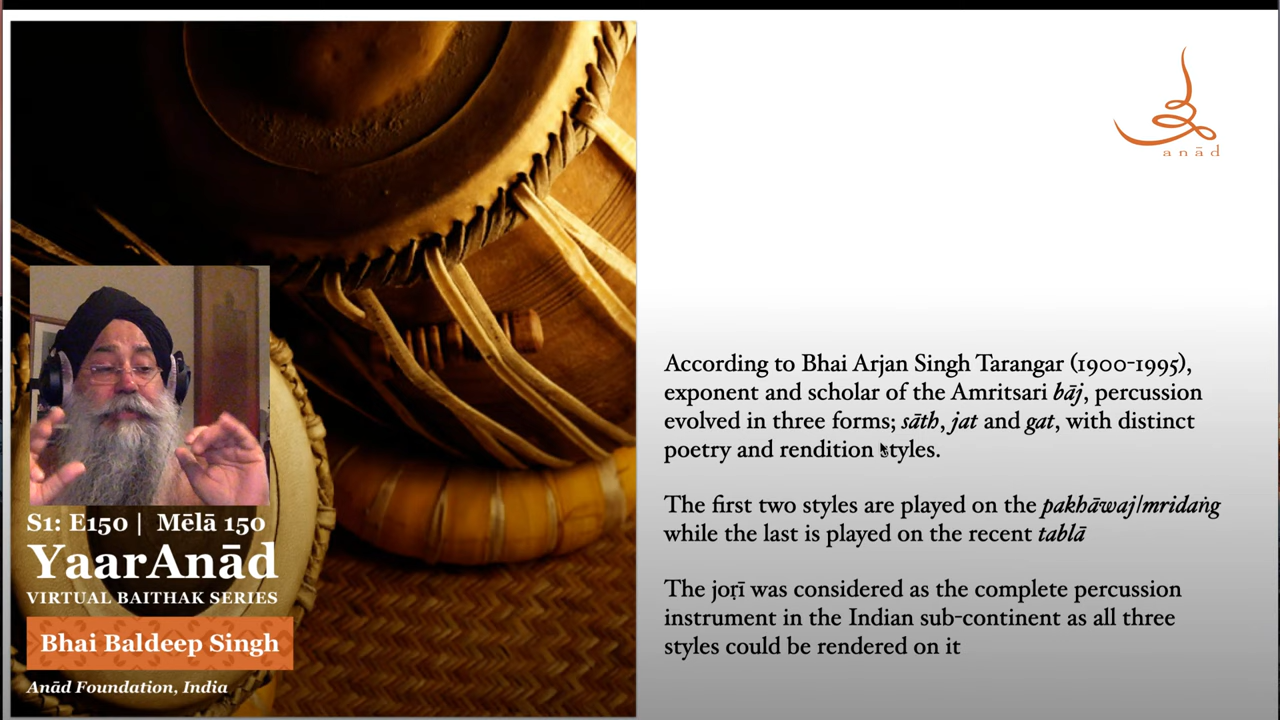 anād
According to Bhai Arjan Singh Tarangar (1900-1995),
exponent and scholar of the Amritsari bāj, percussion
evolved in three forms; sāth, jat and gat, with distinct
poetry and rendition styles.
The first two styles are played on the pakhāwaj/mridaṅg
while the last is played on the recent tablā
The joṛī was considered as the complete percussion
instrument in the Indian sub-continent as all three
styles could be rendered on it
S1: E150 | Mēlā 150
YaarAnād
VIRTUAL BAITHAK SERIES
Bhai Baldeep Singh
Anād Foundation, India